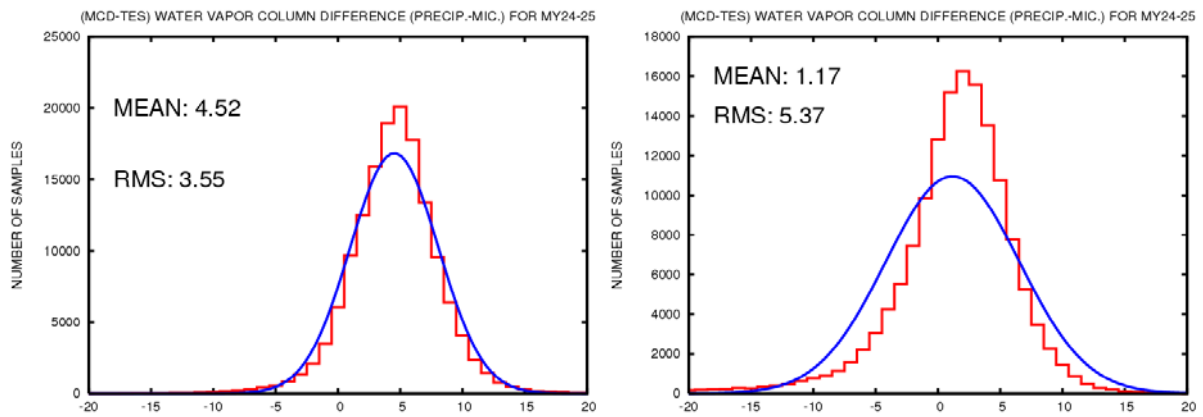 (MCD-TES) WATER VAPOR COLUMN DIFFERENCE (PRECIP.-MIC.) FOR MY24-25
25000
20000
15000
10000
5000
0
NUMBER OF SAMPLES
MEAN: 4.52
RMS: 3.55
-20 -15 -10 -5 0 5 10 15 20
(MCD-TES) WATER VAPOR COLUMN DIFFERENCE (PRECIP.-MIC.) FOR MY24-25
18000
16000
14000
12000
10000
8000
6000
4000
2000
0
NUMBER OF SAMPLES
MEAN: 1.17
RMS: 5.37
-20 -15 -10 -5 0 5 10 15 20